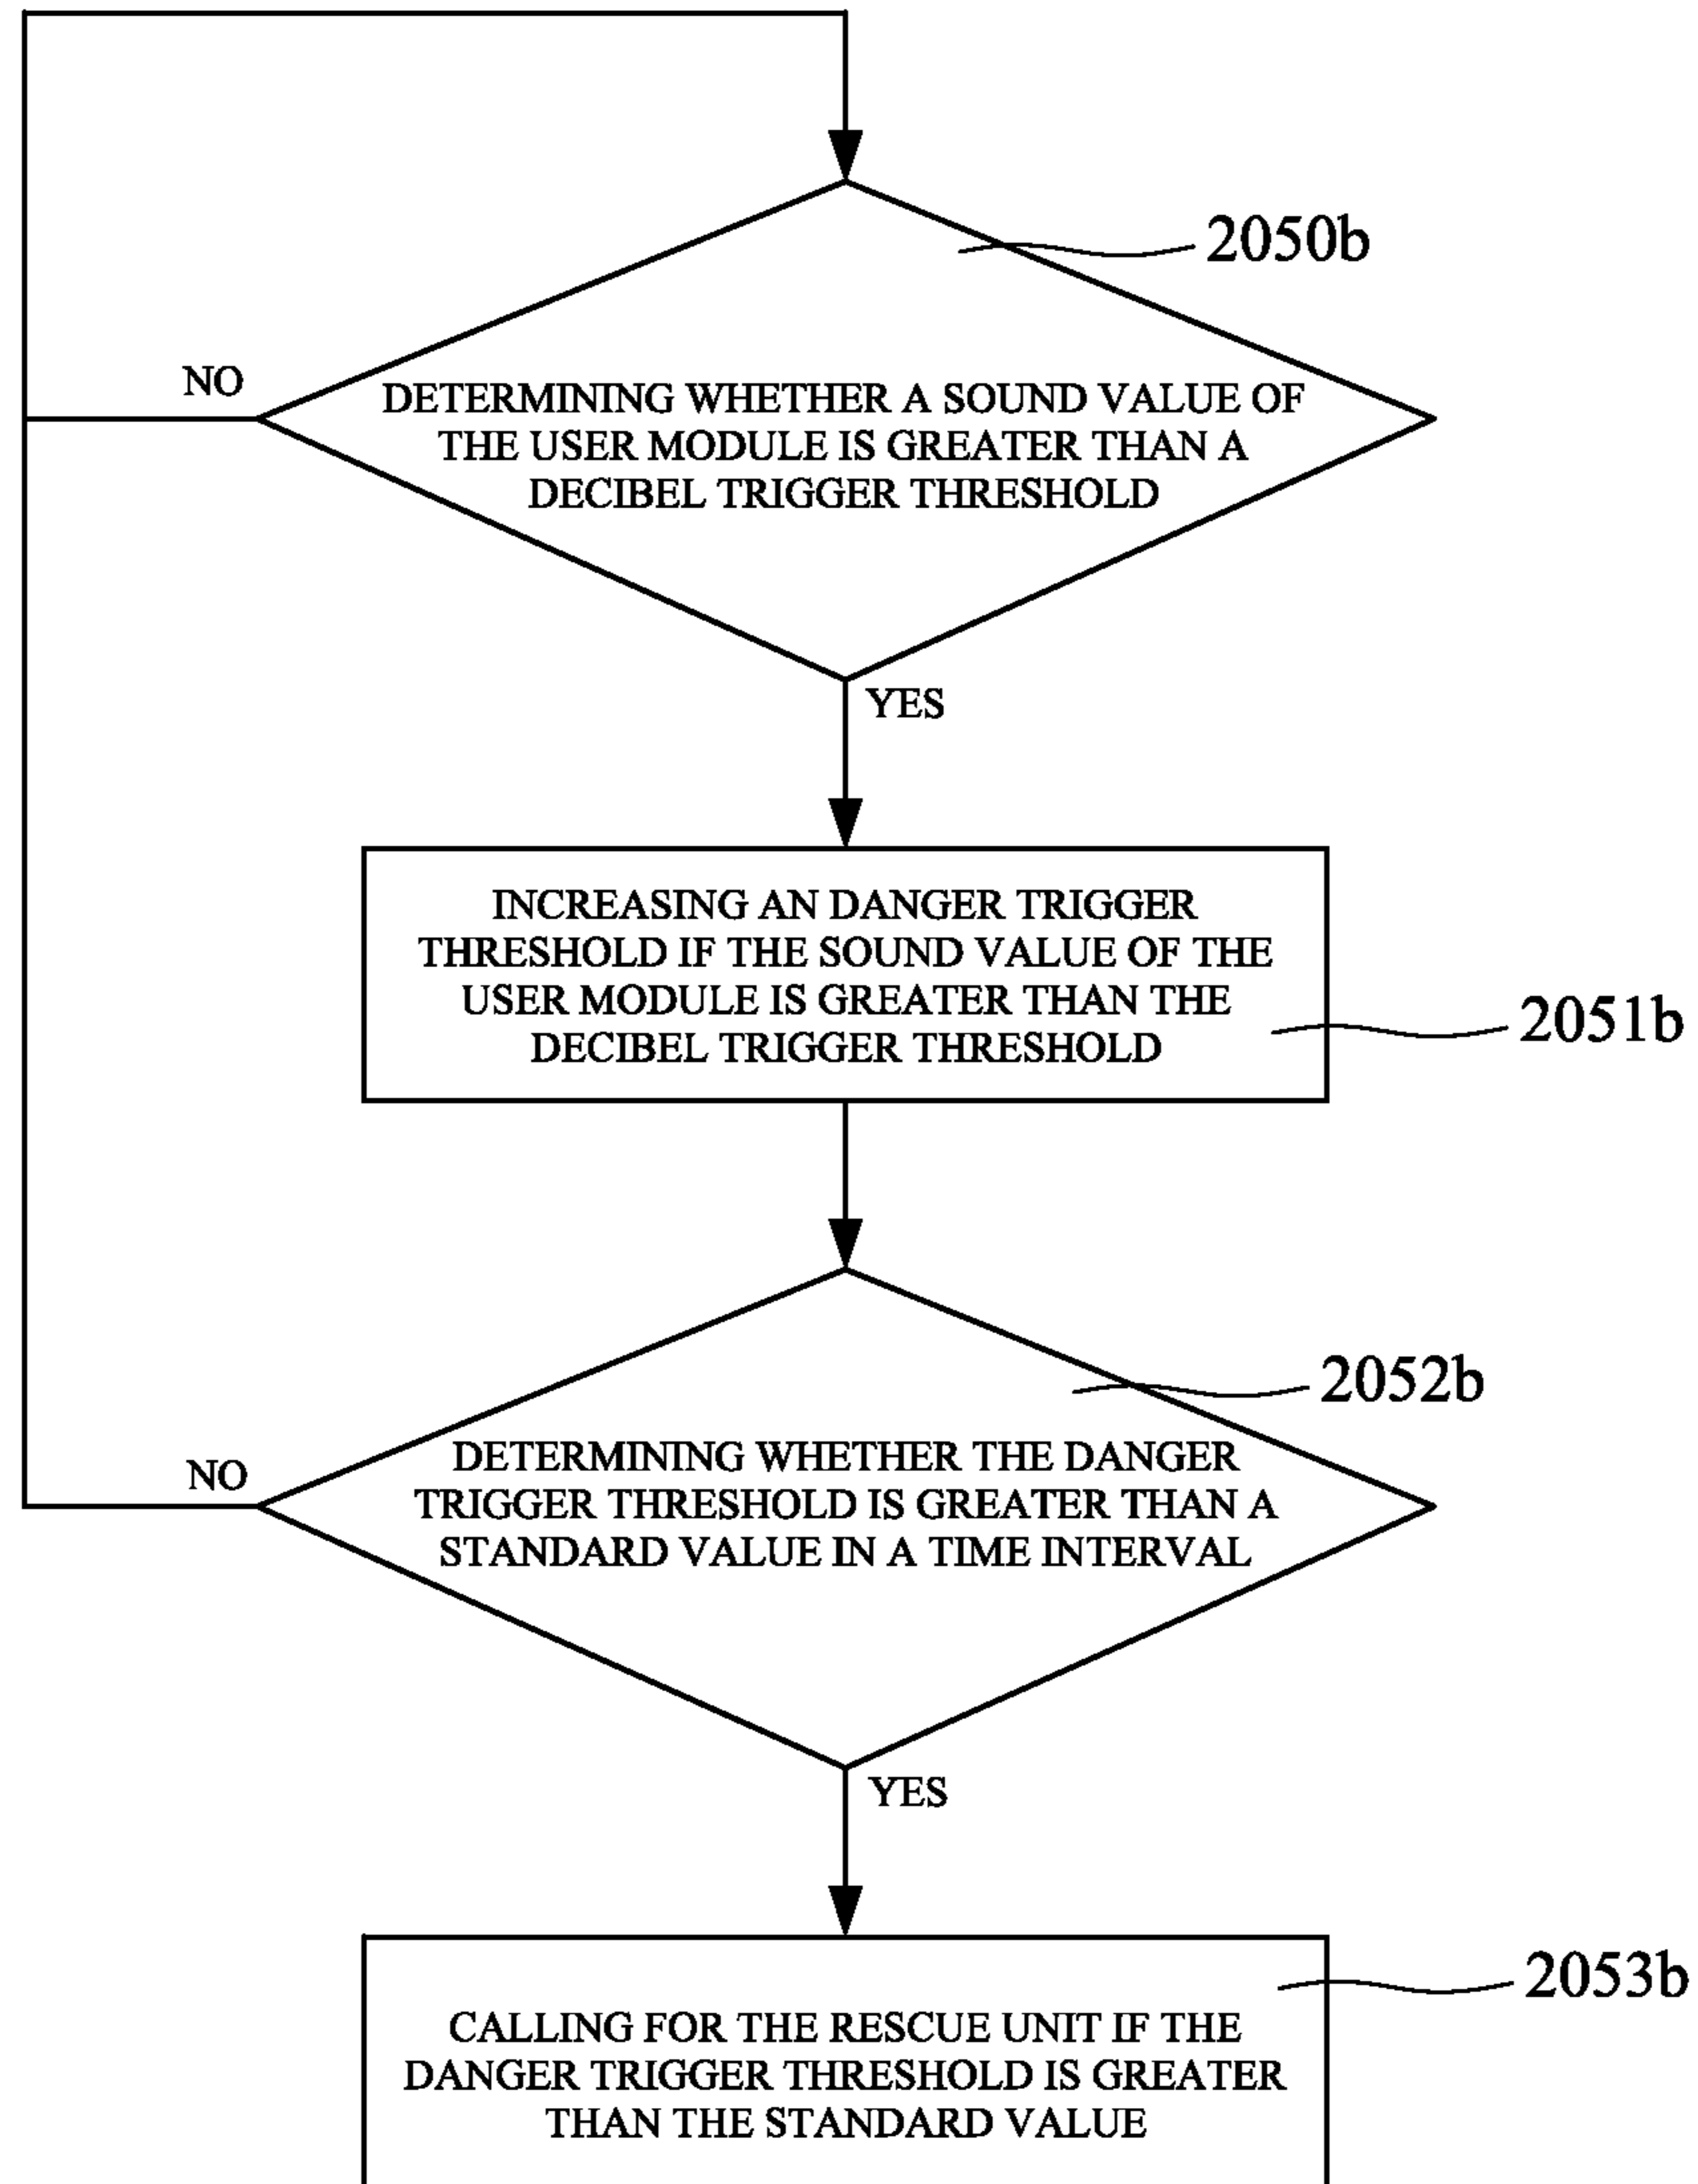 2050b
NO
DETERMINING WHETHER A SOUND VALUE OF
THE USER MODULE IS GREATER THAN A
DECIBEL TRIGGER THRESHOLD
YES
INCREASING AN DANGER TRIGGER
THRESHOLD IF THE SOUND VALUE OF THE
USER MODULE IS GREATER THAN THE
DECIBEL TRIGGER THRESHOLD
2051b
2052b
NO
DETERMINING WHETHER THE DANGER
TRIGGER THRESHOLD IS GREATER THAN A
STANDARD VALUE IN A TIME INTERVAL
YES
2053b
CALLING FOR THE RESCUE UNIT IF THE
DANGER TRIGGER THRESHOLD IS GREATER
THAN THE STANDARD VALUE